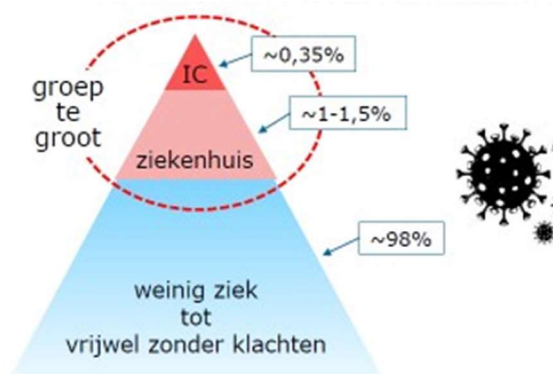 ~0,35%
IC
groep
te
groot
~1-1,5%
ziekenhuis
~98%
weinig ziek
tot
vrijwel zonder klachten